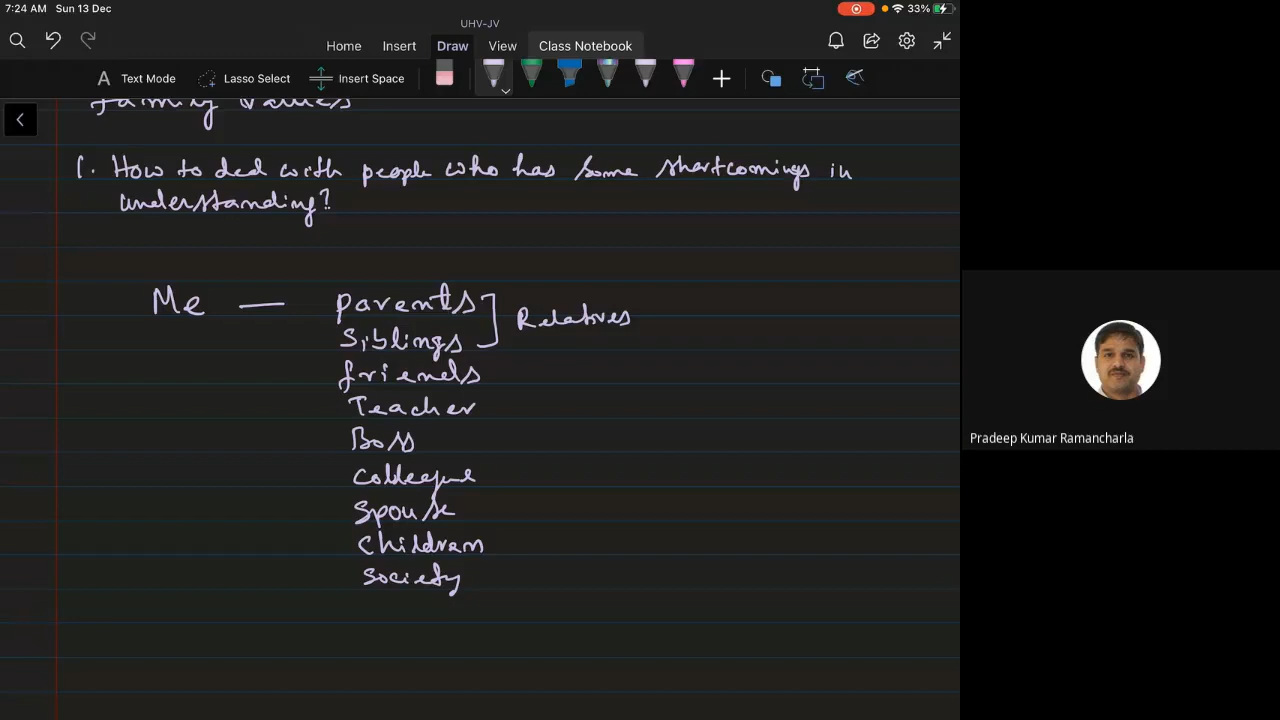 7:24 AM Sun 13 Dec
33%
UHV-JV
Home Insert Draw View Class Notebook
Text Mode Lasso Select Insert Space
Family Values
1. How to deal with people who has some shortcomings in
understanding?
Me — parents
Siblings
Relatives
friends
Teacher
Boss
Colleague
Spouse
Children
Society
Pradeep Kumar Ramancharla